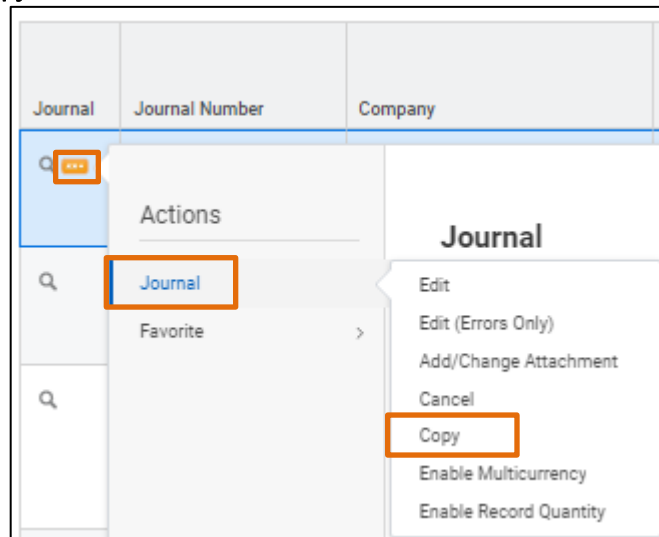 Journal Journal Number Company
Actions
Journal
Journal
Edit
Favorite
Edit (Errors Only)
Add/Change Attachment
Cancel
Copy
Enable Multicurrency
Enable Record Quantity